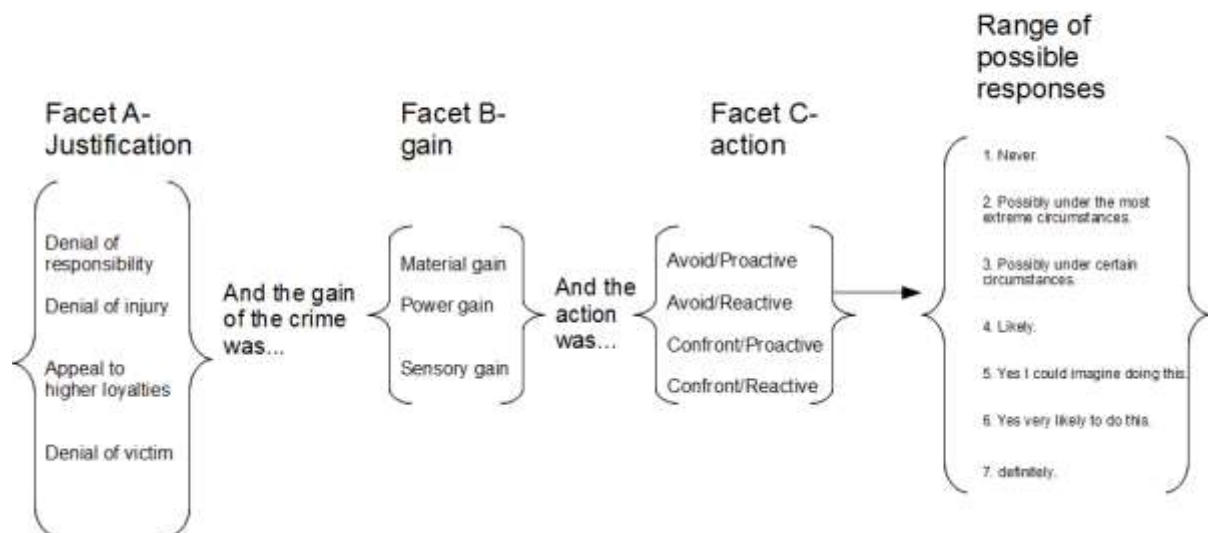 Facet A-
Justification
Denial of
responsibility
Denial of injury
Appeal to
higher loyalties
Denial of victim
And the gain
of the crime
was...
Facet B-
gain
Material gain
Power gain
Sensory gain
And the
action was...
Facet C-
action
Avoid/Proactive
Avoid/Reactive
Confront/Proactive
Confront/Reactive
Range of
possible
responses
1. Never.
2. Possibly under the most
extreme circumstances.
3. Possibly under certain
circumstances.
4. Likely.
5. Yes I could imagine doing this.
6. Yes very likely to do this.
7. definitely.